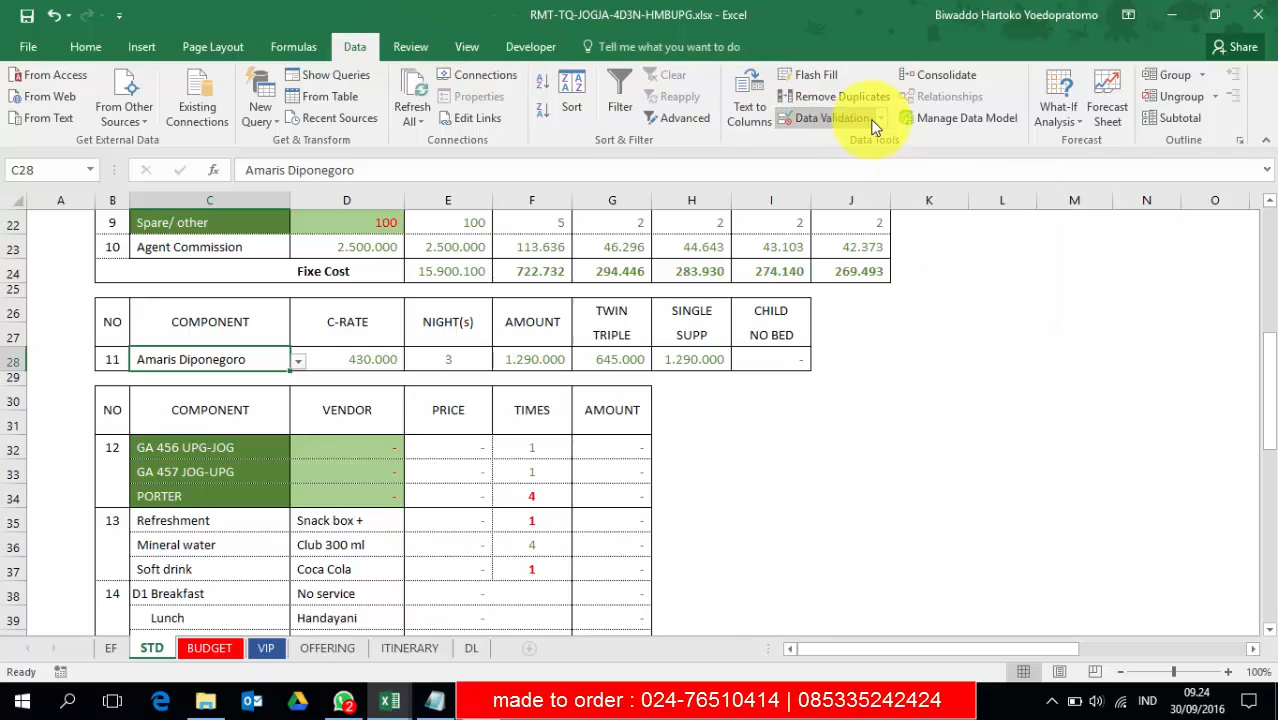 RMT-TQ-JOGJA-4D3N-HMBUPG.xlsx - Excel
Biwaddo Hartoko Yoedopratomo
File Home Insert Page Layout Formulas Data Review View Developer Tell me what you want to do Share
From Access
From Web
From Text
From Other Sources
Existing Connections
Get External Data
New Query
Show Queries
From Table
Recent Sources
Get & Transform
Refresh All
Connections
Properties
Edit Links
Connections
Sort
Filter
Clear
Reapply
Advanced
Sort & Filter
Text to Columns
Flash Fill
Remove Duplicates
Data Validation
Consolidate
Relationships
Manage Data Model
Data Tools
What-If Analysis
Forecast Sheet
Forecast
Group
Ungroup
Subtotal
Outline
C28 fx Amaris Diponegoro
A B C D E F G H I J K L M N O
22 9 Spare/ other 100 100 5 2 2 2 2
23 10 Agent Commission 2.500.000 2.500.000 113.636 46.296 44.643 43.103 42.373
24 Fixe Cost 15.900.100 722.732 294.446 283.930 274.140 269.493
25
26 TWIN SINGLE CHILD
NO COMPONENT C-RATE NIGHT(s) AMOUNT
27 TRIPLE SUPP NO BED
28 11 Amaris Diponegoro 430.000 3 1.290.000 645.000 1.290.000 -
29
30
NO COMPONENT VENDOR PRICE TIMES AMOUNT
31
32 12 GA 456 UPG-JOG - - 1 -
33 GA 457 JOG-UPG - - 1 -
34 PORTER - - 4 -
35 13 Refreshment Snack box + - 1 -
36 Mineral water Club 300 ml - 4 -
37 Soft drink Coca Cola - 1 -
38 14 D1 Breakfast No service - -
39 Lunch Handayani - -
EF STD BUDGET VIP OFFERING ITINERARY DL
Ready 100%
made to order : 024-76510414 | 085335242424
2
IND
09.24
30/09/2016